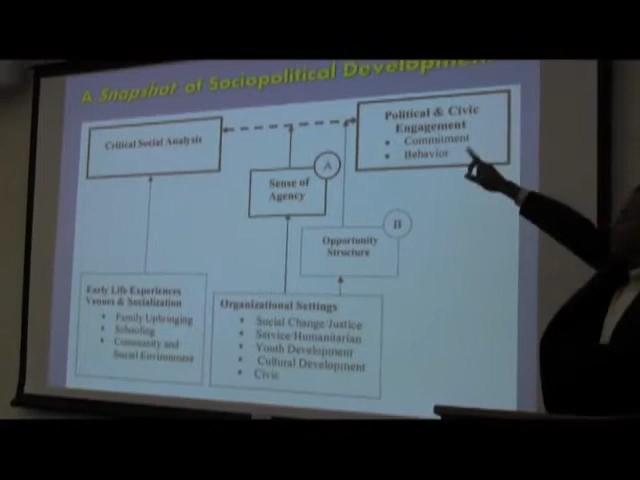 A Snapshot of Sociopolitical Development
Critical Social Analysis
Political & Civic
Engagement
• Commitment
• Behavior
A
Sense of
Agency
B
Opportunity
Structure
Early Life Experiences
Venues & Socialization
• Family Upbringing
• Schooling
• Community and
Social Environment
Organizational Settings
• Social Change/Justice
• Service/Humanitarian
• Youth Development
• Cultural Development
• Civic